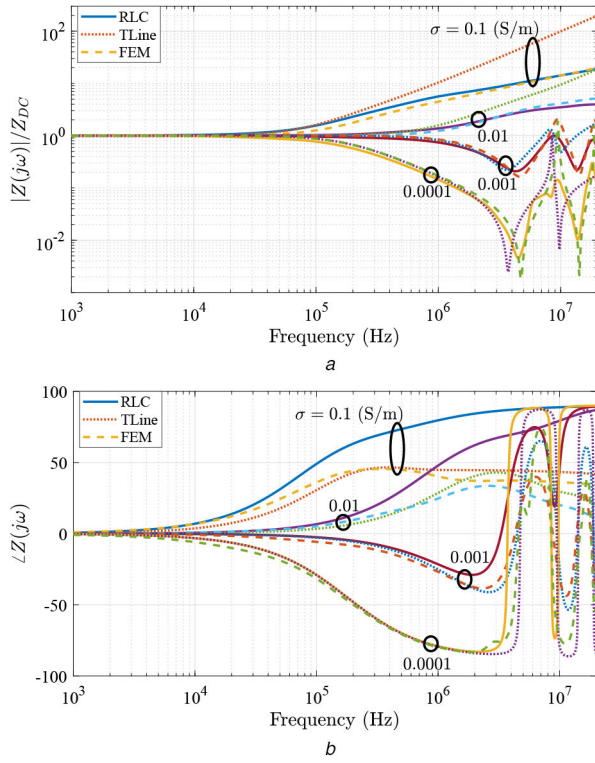 RLC
TLine
FEM
σ = 0.1 (S/m)
0.01
0.001
0.0001
|Z(jω)|/Z_DC
10^2
10^0
10^-2
10^3 10^4 10^5 10^6 10^7
Frequency (Hz)
a
RLC
TLine
FEM
σ = 0.1 (S/m)
0.01
0.001
0.0001
∠Z(jω)
100
50
0
-50
-100
10^3 10^4 10^5 10^6 10^7
Frequency (Hz)
b